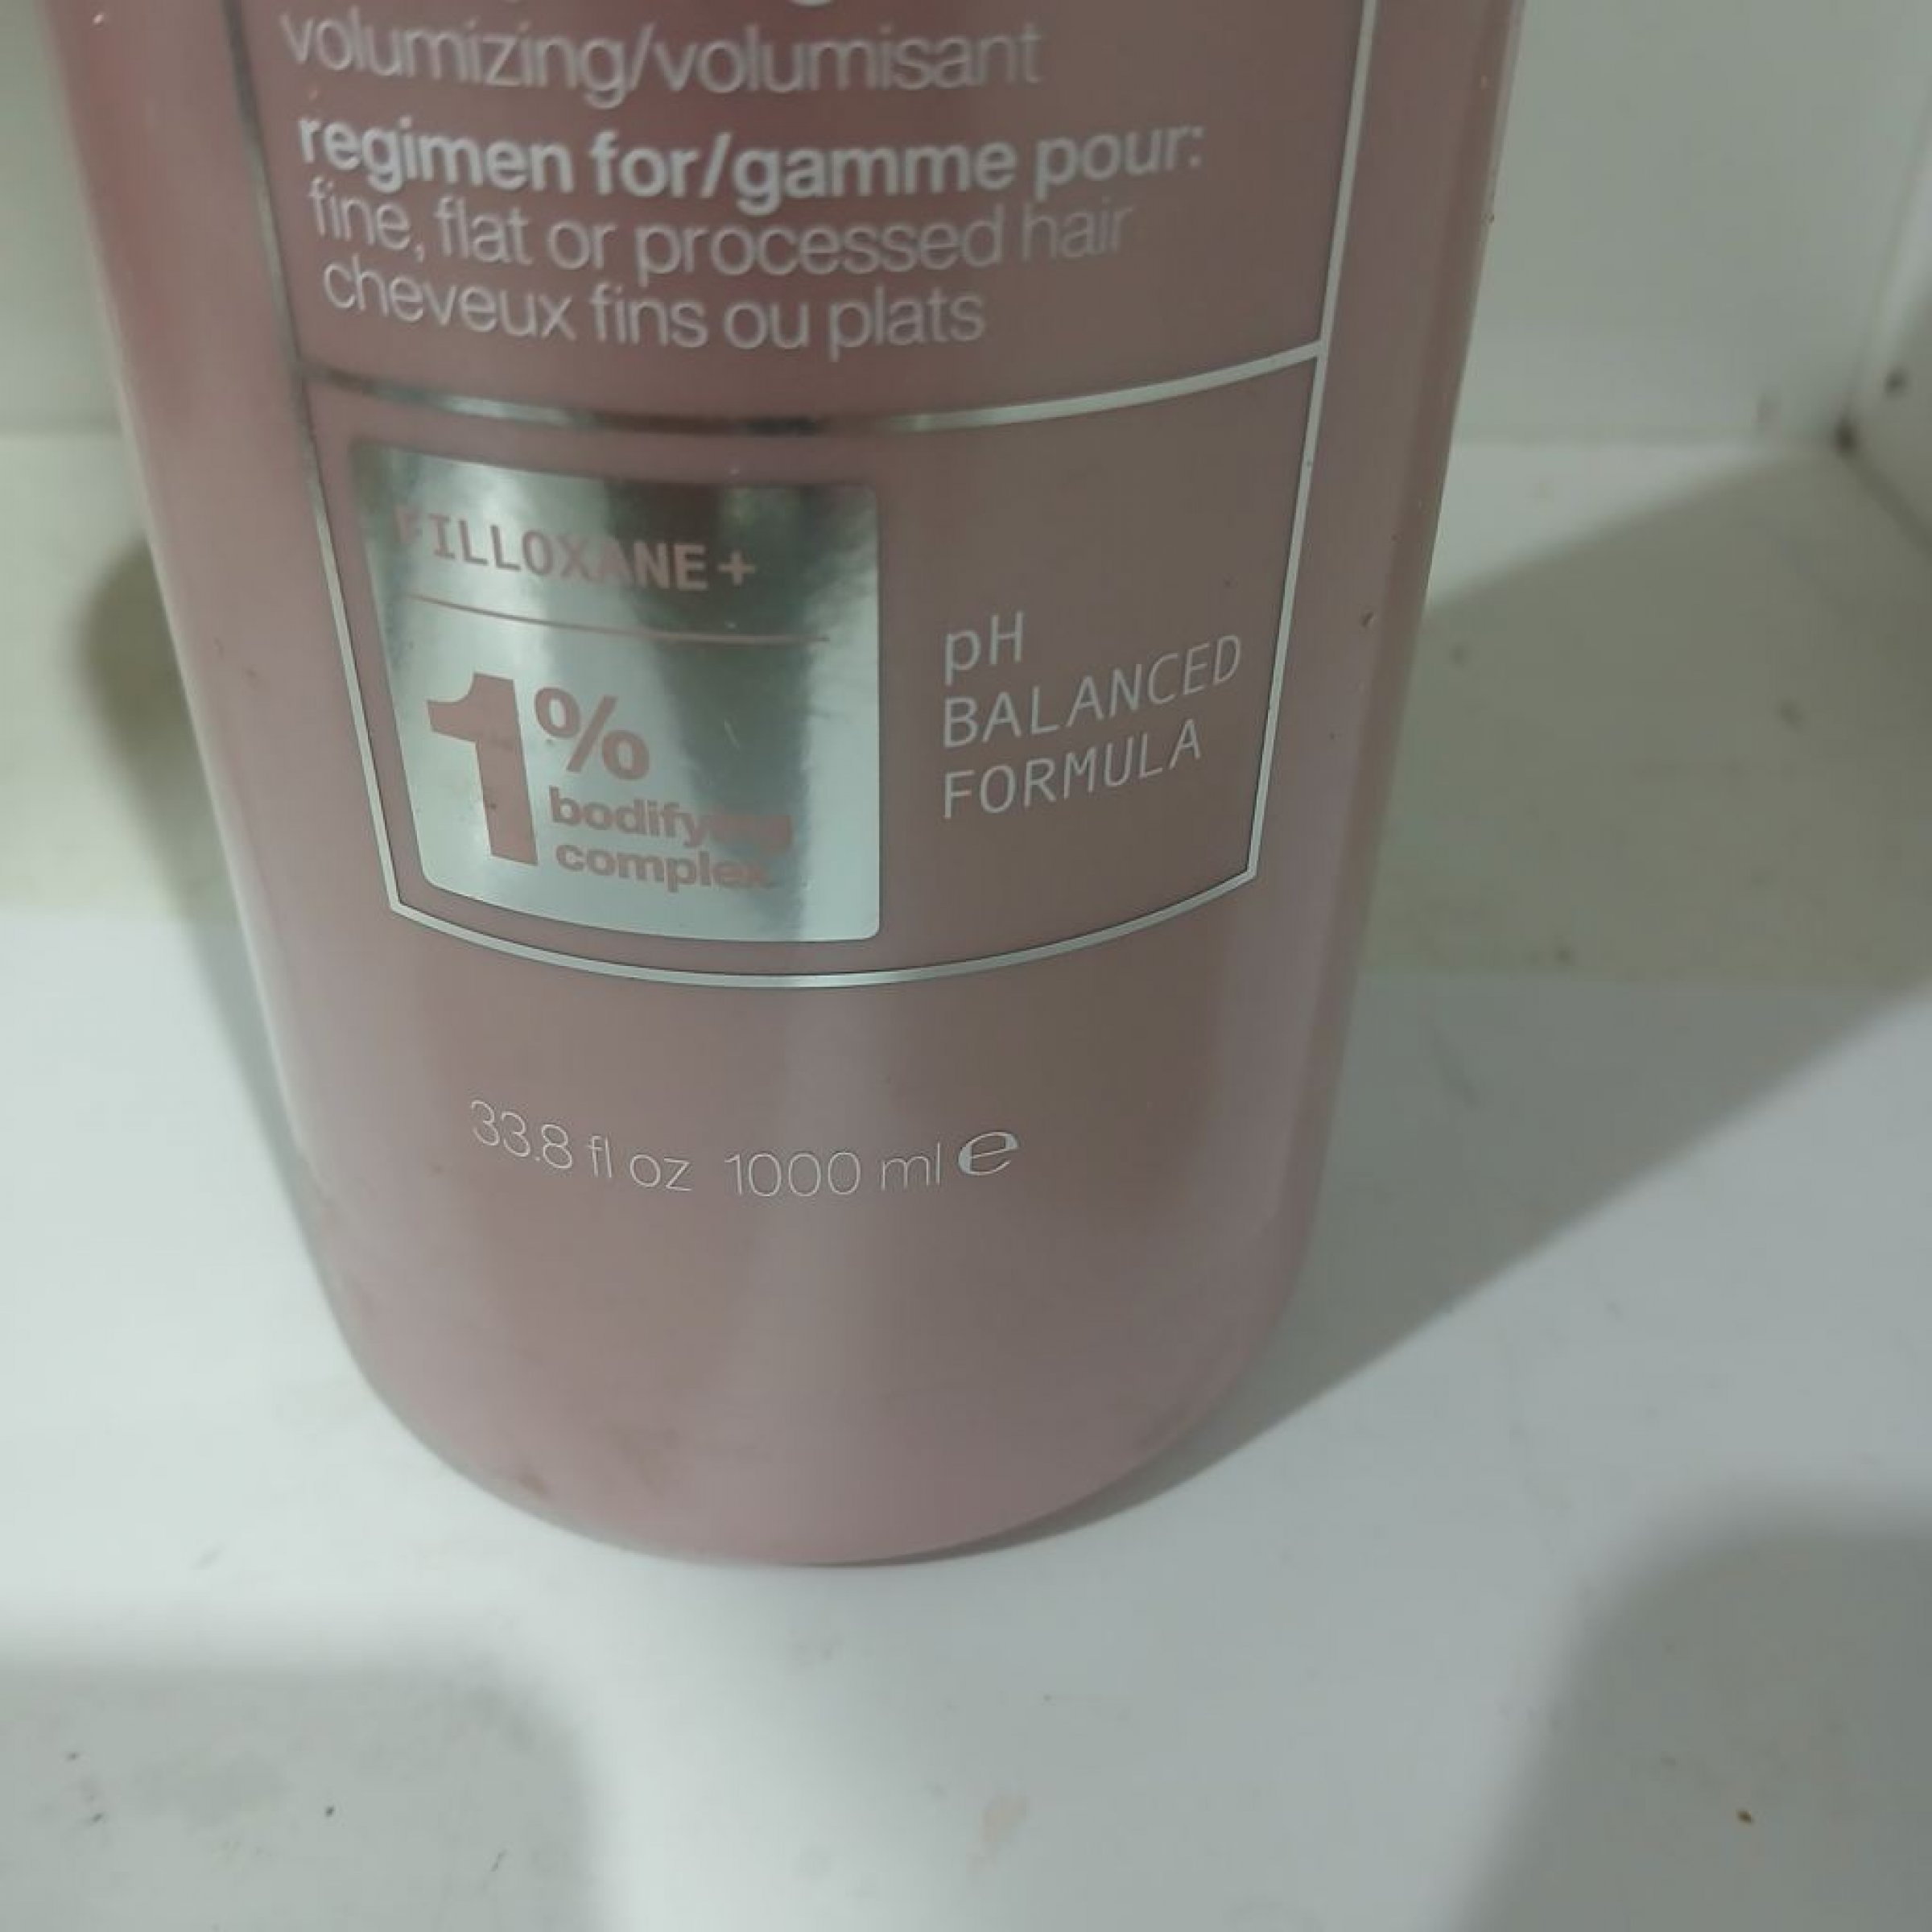 volumizing/volumisant
regimen for/gamme pour:
fine, flat or processed hair
cheveux fins ou plats
FILLOXANE+
1%
bodifying
complex
pH
BALANCED
FORMULA
33.8 fl oz 1000 ml e